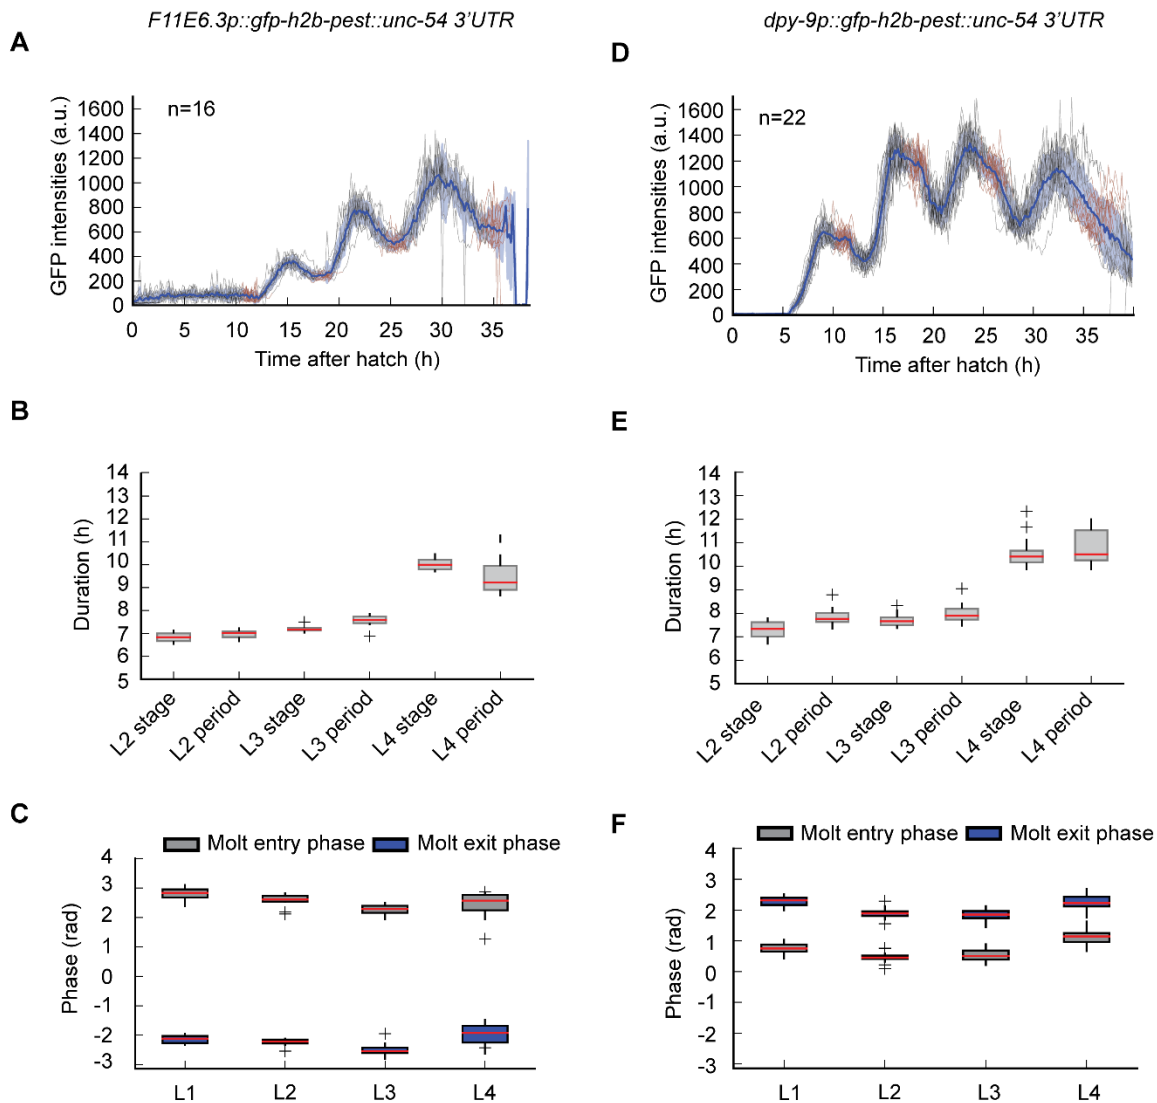 F11E6.3p::gfp-h2b-pest::unc-54 3’UTR
dpy-9p::gfp-h2b-pest::unc-54 3’UTR
A
GFP intensities (a.u.)
1600
1400
1200
1000
800
600
400
200
0
n=16
0 5 10 15 20 25 30 35
Time after hatch (h)
D
GFP intensities (a.u.)
1600
1400
1200
1000
800
600
400
200
0
n=22
0 5 10 15 20 25 30 35 40
Time after hatch (h)
B
Duration (h)
14
13
12
11
10
9
8
7
6
5
L2 stage
L2 period
L3 stage
L3 period
L4 stage
L4 period
E
Duration (h)
14
13
12
11
10
9
8
7
6
5
L2 stage
L2 period
L3 stage
L3 period
L4 stage
L4 period
C
Molt entry phase Molt exit phase
Phase (rad)
4
3
2
1
0
-1
-2
-3
L1 L2 L3 L4
F
Molt entry phase Molt exit phase
Phase (rad)
4
3
2
1
0
-1
-2
-3
L1 L2 L3 L4